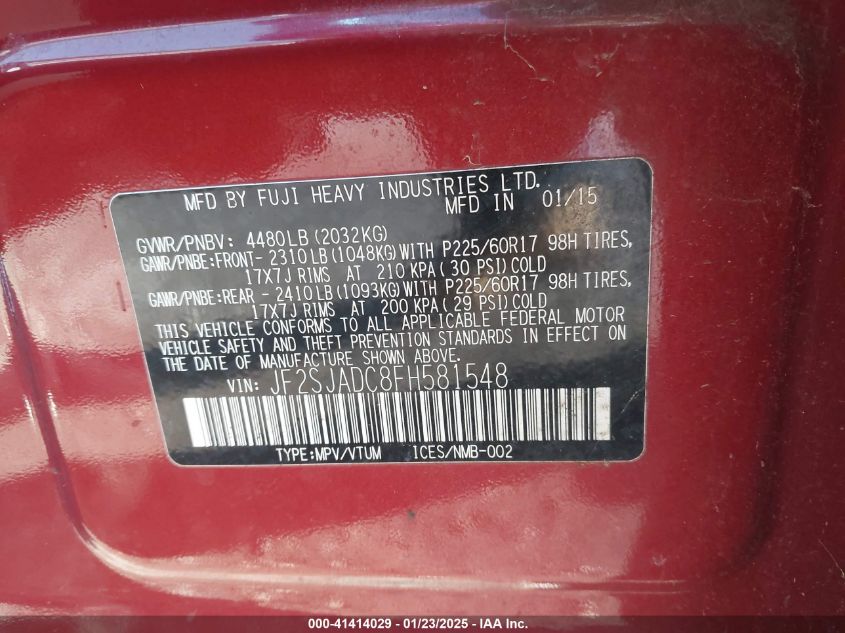 MFD BY FUJI HEAVY INDUSTRIES LTD.
MFD IN 01/15
GVWR/PNBV: 4480LB(2032KG)
GAWR/PNBE:FRONT- 2310LB(1048KG)WITH P225/60R17 98H TIRES,
17X7J RIMS AT 210 KPA(30 PSI)COLD
GAWR/PNBE:REAR - 2410LB(1093KG)WITH P225/60R17 98H TIRES,
17X7J RIMS AT 200 KPA(29 PSI)COLD
THIS VEHICLE CONFORMS TO ALL APPLICABLE FEDERAL MOTOR
VEHICLE SAFETY AND THEFT PREVENTION STANDARDS IN EFFECT ON
THE DATE OF MANUFACTURE SHOWN ABOVE.
VIN: JF2SJADC8FH581548
TYPE:MPV/VTUM ICES/NMB-002
000-41414029 / 01/23/2025 - IAA Inc.